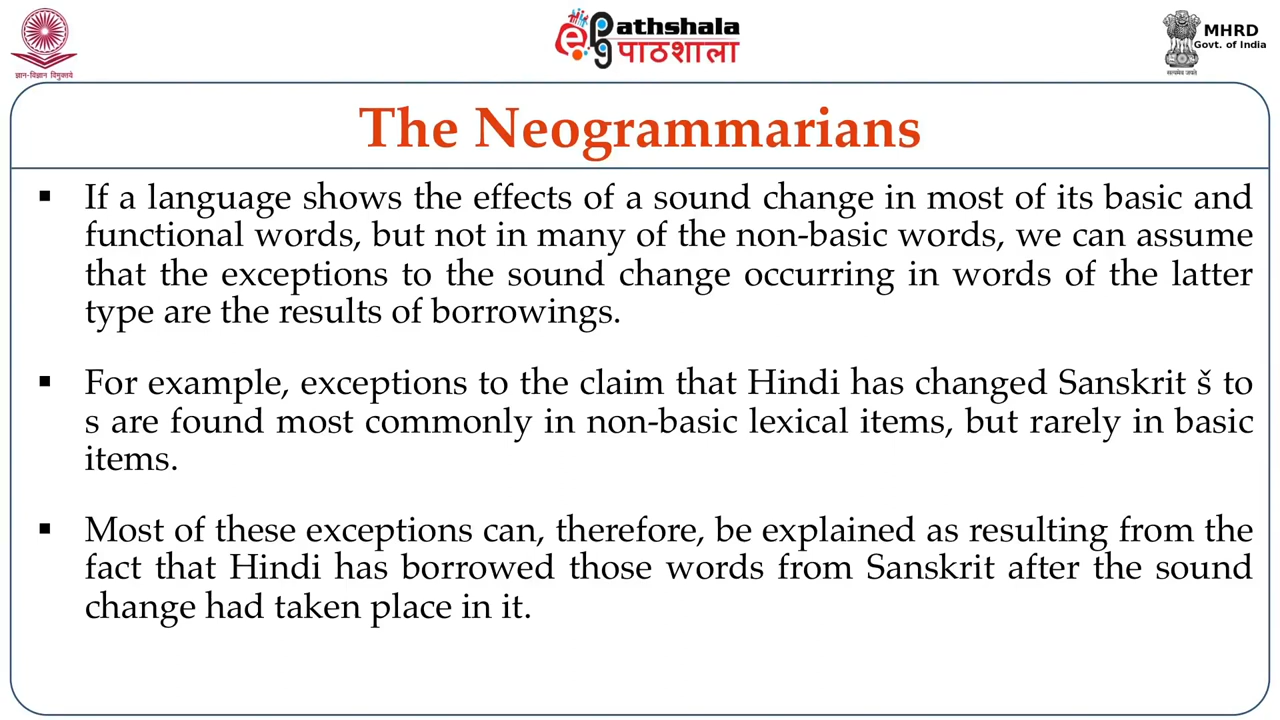 ज्ञान-विज्ञान विमुक्तये
ePathshala
पाठशाला
MHRD
Govt. of India
सत्यमेव जयते
The Neogrammarians
▪ If a language shows the effects of a sound change in most of its basic and
functional words, but not in many of the non-basic words, we can assume
that the exceptions to the sound change occurring in words of the latter
type are the results of borrowings.
▪ For example, exceptions to the claim that Hindi has changed Sanskrit š to
s are found most commonly in non-basic lexical items, but rarely in basic
items.
▪ Most of these exceptions can, therefore, be explained as resulting from the
fact that Hindi has borrowed those words from Sanskrit after the sound
change had taken place in it.